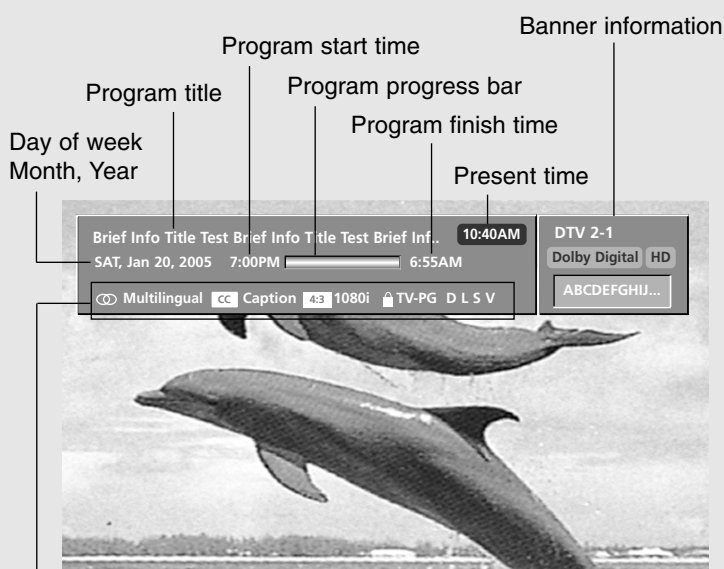 Banner information
Program start time
Program title
Program progress bar
Program finish time
Day of week
Month, Year
Present time
Brief Info Title Test Brief Info Title Test Brief Inf..
10:40AM
SAT, Jan 20, 2005 7:00PM 6:55AM
Multilingual CC Caption 4:3 1080i TV-PG D L S V
DTV 2-1
Dolby Digital HD
ABCDEFGHIJ...